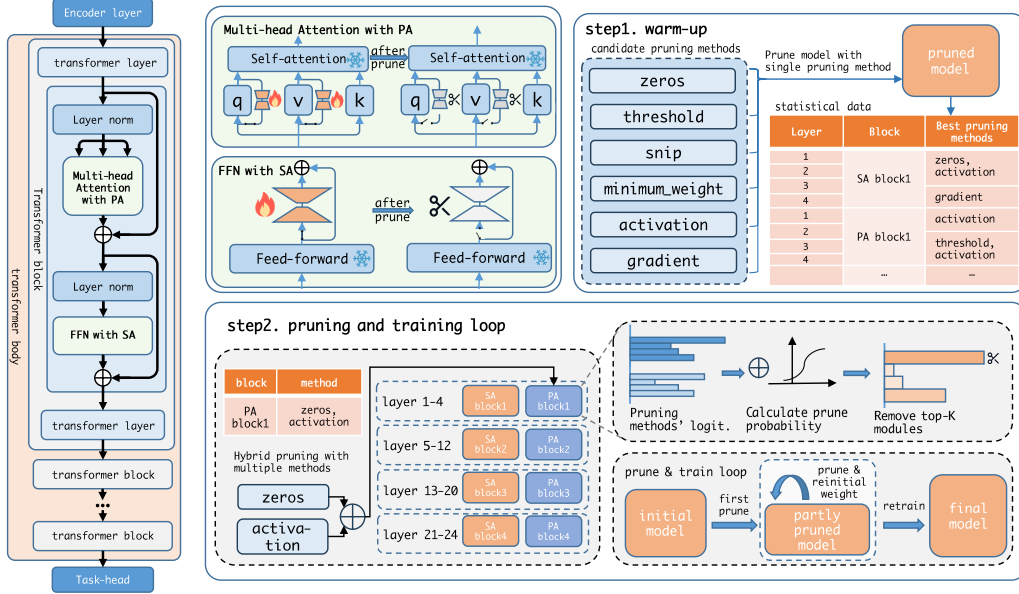 Encoder layer
transformer layer
Layer norm
Multi-head
Attention
with PA
Layer norm
FFN with SA
transformer layer
transformer block
transformer block
Task-head
Transformer block
transformer body
Multi-head Attention with PA
Self-attention
after
prune
Self-attention
q
v
k
q
v
k
FFN with SA
after
prune
Feed-forward
Feed-forward
step1. warm-up
candidate pruning methods
zeros
threshold
snip
minimum_weight
activation
gradient
Prune model with
single pruning method
pruned
model
statistical data
Layer
Block
Best pruning
methods
1
2
3
4
SA block1
zeros,
activation
gradient
1
2
3
4
PA block1
activation
threshold,
activation
…
…
step2. pruning and training loop
block
method
PA
block1
zeros,
activation
Hybrid pruning with
multiple methods
zeros
activa-
tion
layer 1-4
SA
block1
PA
block1
layer 5-12
SA
block2
PA
block2
layer 13-20
SA
block3
PA
block3
layer 21-24
SA
block4
PA
block4
Pruning
methods' logit.
Calculate prune
probability
Remove top-K
modules
prune & train loop
initial
model
first
prune
prune &
reinitial
weight
partly
pruned
model
retrain
final
model